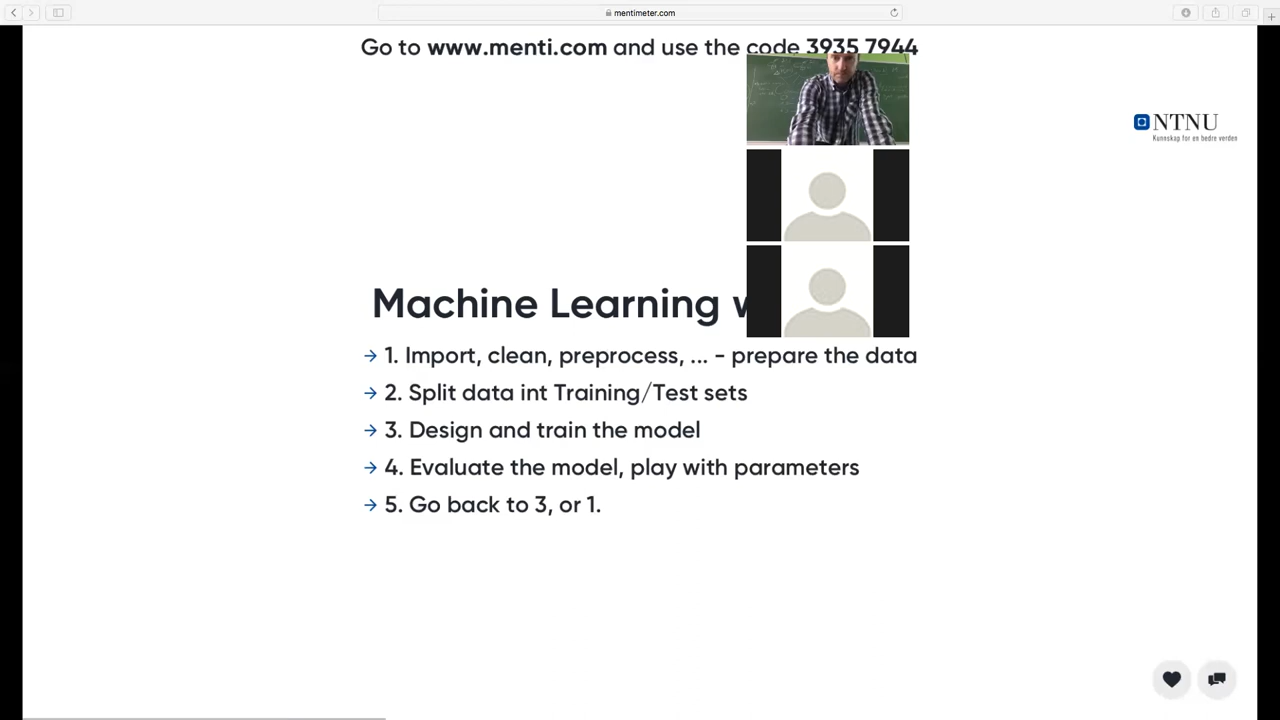 mentimeter.com
Go to www.menti.com and use the code 3935 7944
NTNU
Kunnskap for en bedre verden
Machine Learning
→ 1. Import, clean, preprocess, ... - prepare the data
→ 2. Split data int Training/Test sets
→ 3. Design and train the model
→ 4. Evaluate the model, play with parameters
→ 5. Go back to 3, or 1.